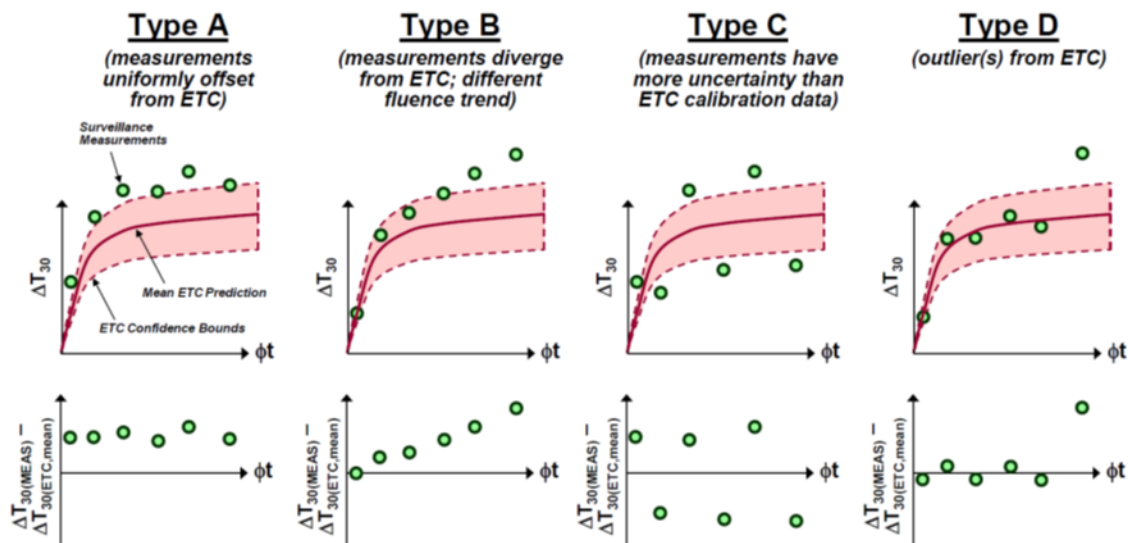 Type A
(measurements
uniformly offset
from ETC)
Type B
(measurements diverge
from ETC; different
fluence trend)
Type C
(measurements have
more uncertainty than
ETC calibration data)
Type D
(outlier(s) from ETC)
Surveillance
Measurements
Mean ETC Prediction
ETC Confidence Bounds
ΔT30
ϕt
ΔT30
ϕt
ΔT30
ϕt
ΔT30
ϕt
ΔT30(MEAS) –
ΔT30(ETC,mean)
ϕt
ΔT30(MEAS) –
ΔT30(ETC,mean)
ϕt
ΔT30(MEAS) –
ΔT30(ETC,mean)
ϕt
ΔT30(MEAS) –
ΔT30(ETC,mean)
ϕt